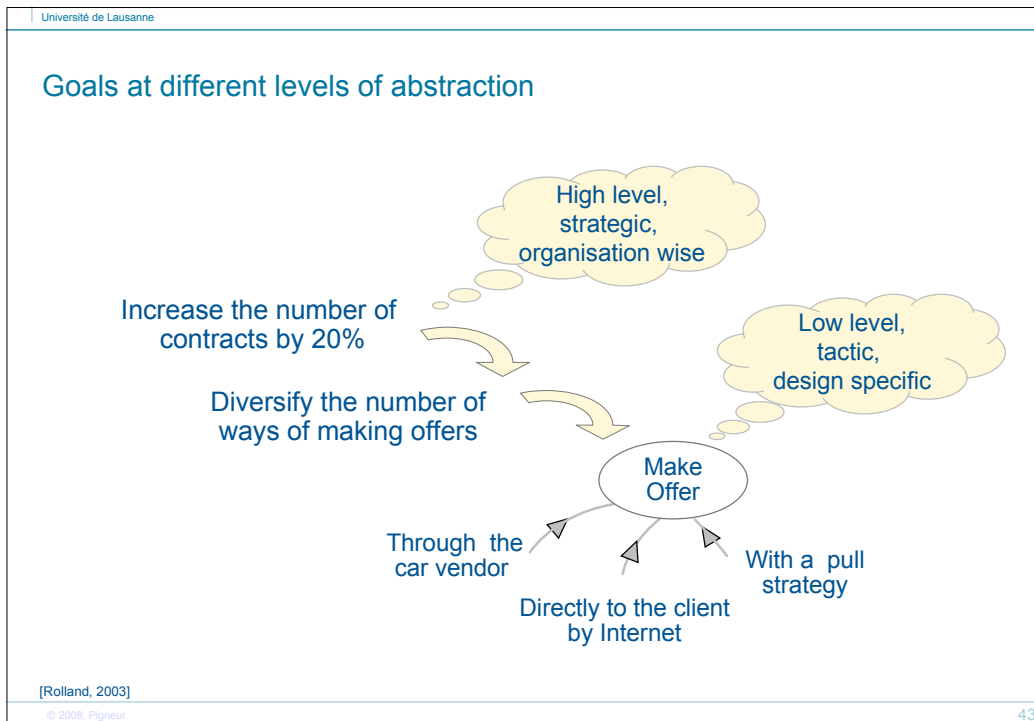 Université de Lausanne
Goals at different levels of abstraction
High level,
strategic,
organisation wise
Increase the number of
contracts by 20%
Low level,
tactic,
design specific
Diversify the number of
ways of making offers
Make
Offer
Through the
car vendor
With a pull
strategy
Directly to the client
by Internet
[Rolland, 2003]
© 2008, Pigneur
43